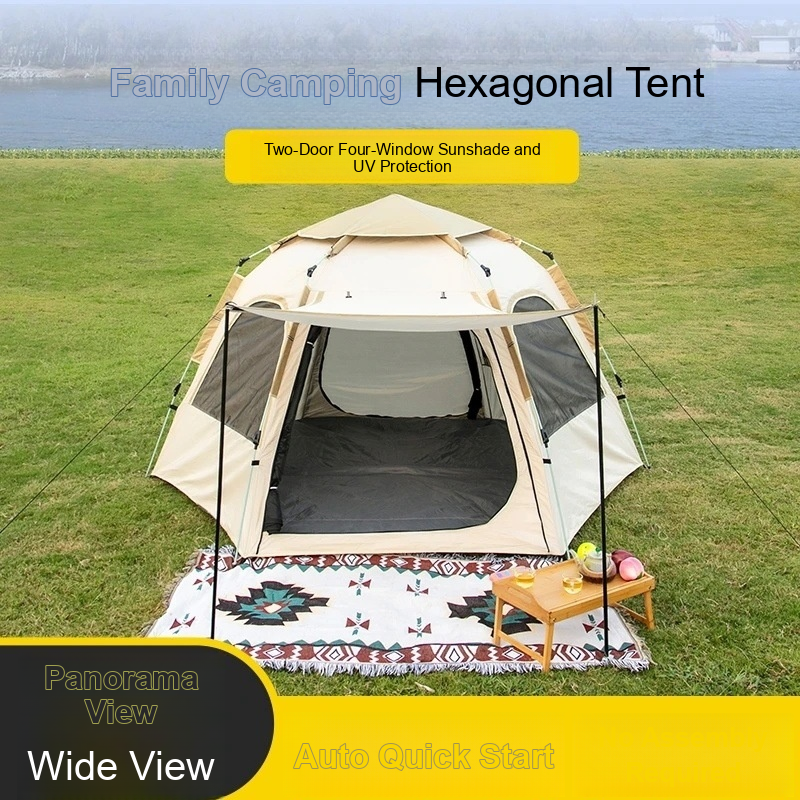 Family Camping Hexagonal Tent
Two-Door Four-Window Sunshade and
UV Protection
Panorama
View
Wide View
Auto Quick Start